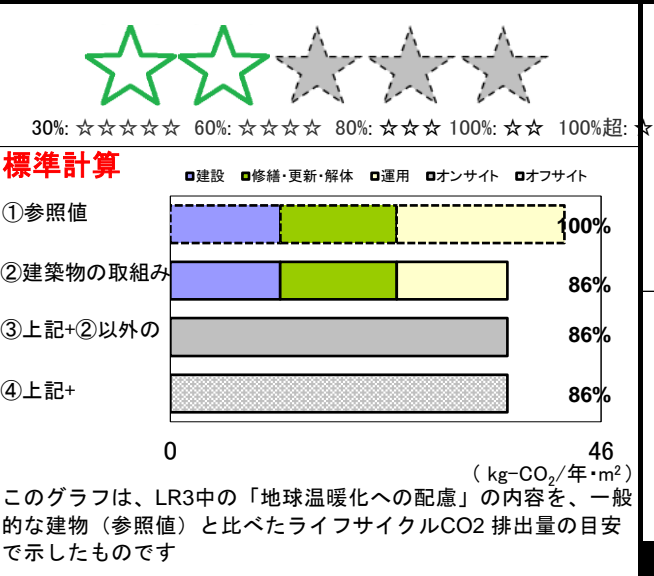 30%: ☆☆☆☆☆ 60%: ☆☆☆☆ 80%: ☆☆☆ 100%: ☆☆ 100%超: ☆
標準計算
建設 修繕・更新・解体 運用 オンサイト オフサイト
①参照値 100%
②建築物の取組み 86%
③上記+②以外の 86%
④上記+ 86%
0 46
( kg-CO₂/年・m²)
このグラフは、LR3中の「地球温暖化への配慮」の内容を、一般
的な建物（参照値）と比べたライフサイクルCO2 排出量の目安
で示したものです